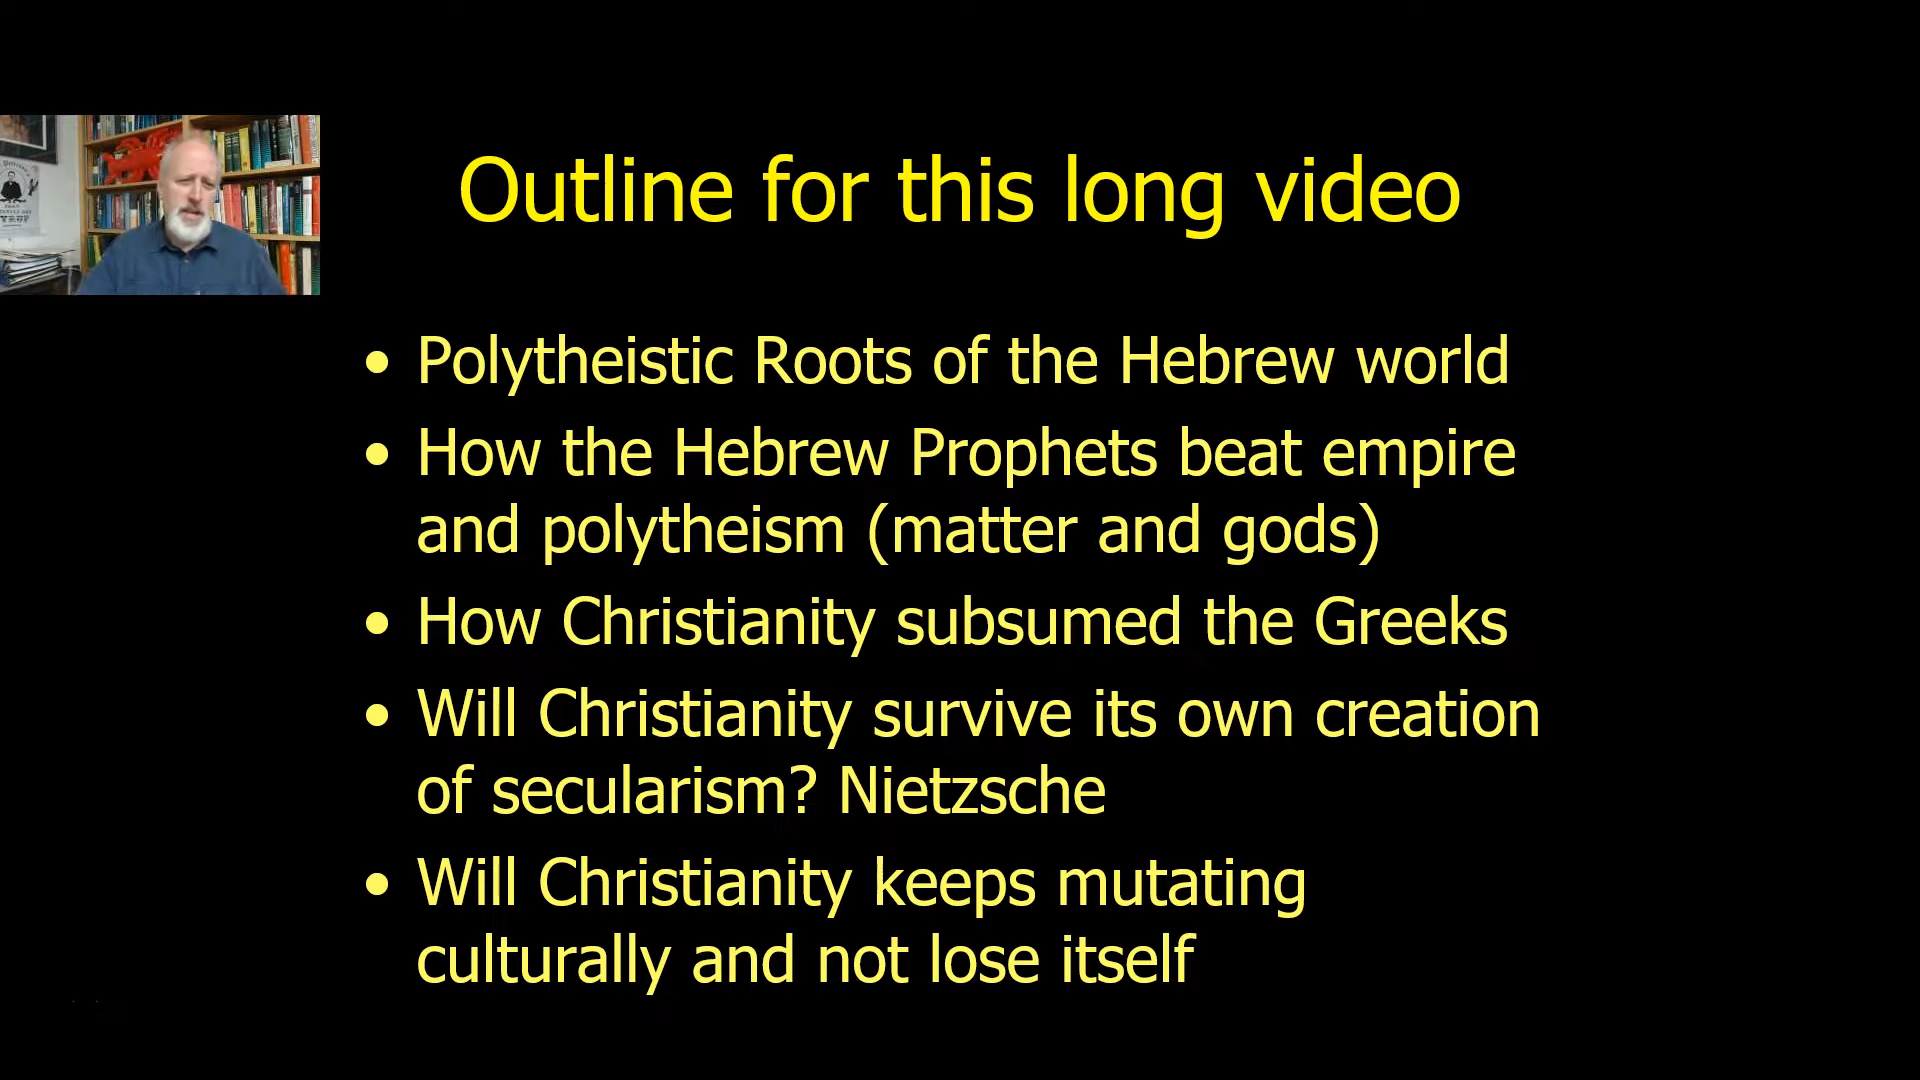 Outline for this long video
• Polytheistic Roots of the Hebrew world
• How the Hebrew Prophets beat empire
and polytheism (matter and gods)
• How Christianity subsumed the Greeks
• Will Christianity survive its own creation
of secularism? Nietzsche
• Will Christianity keeps mutating
culturally and not lose itself